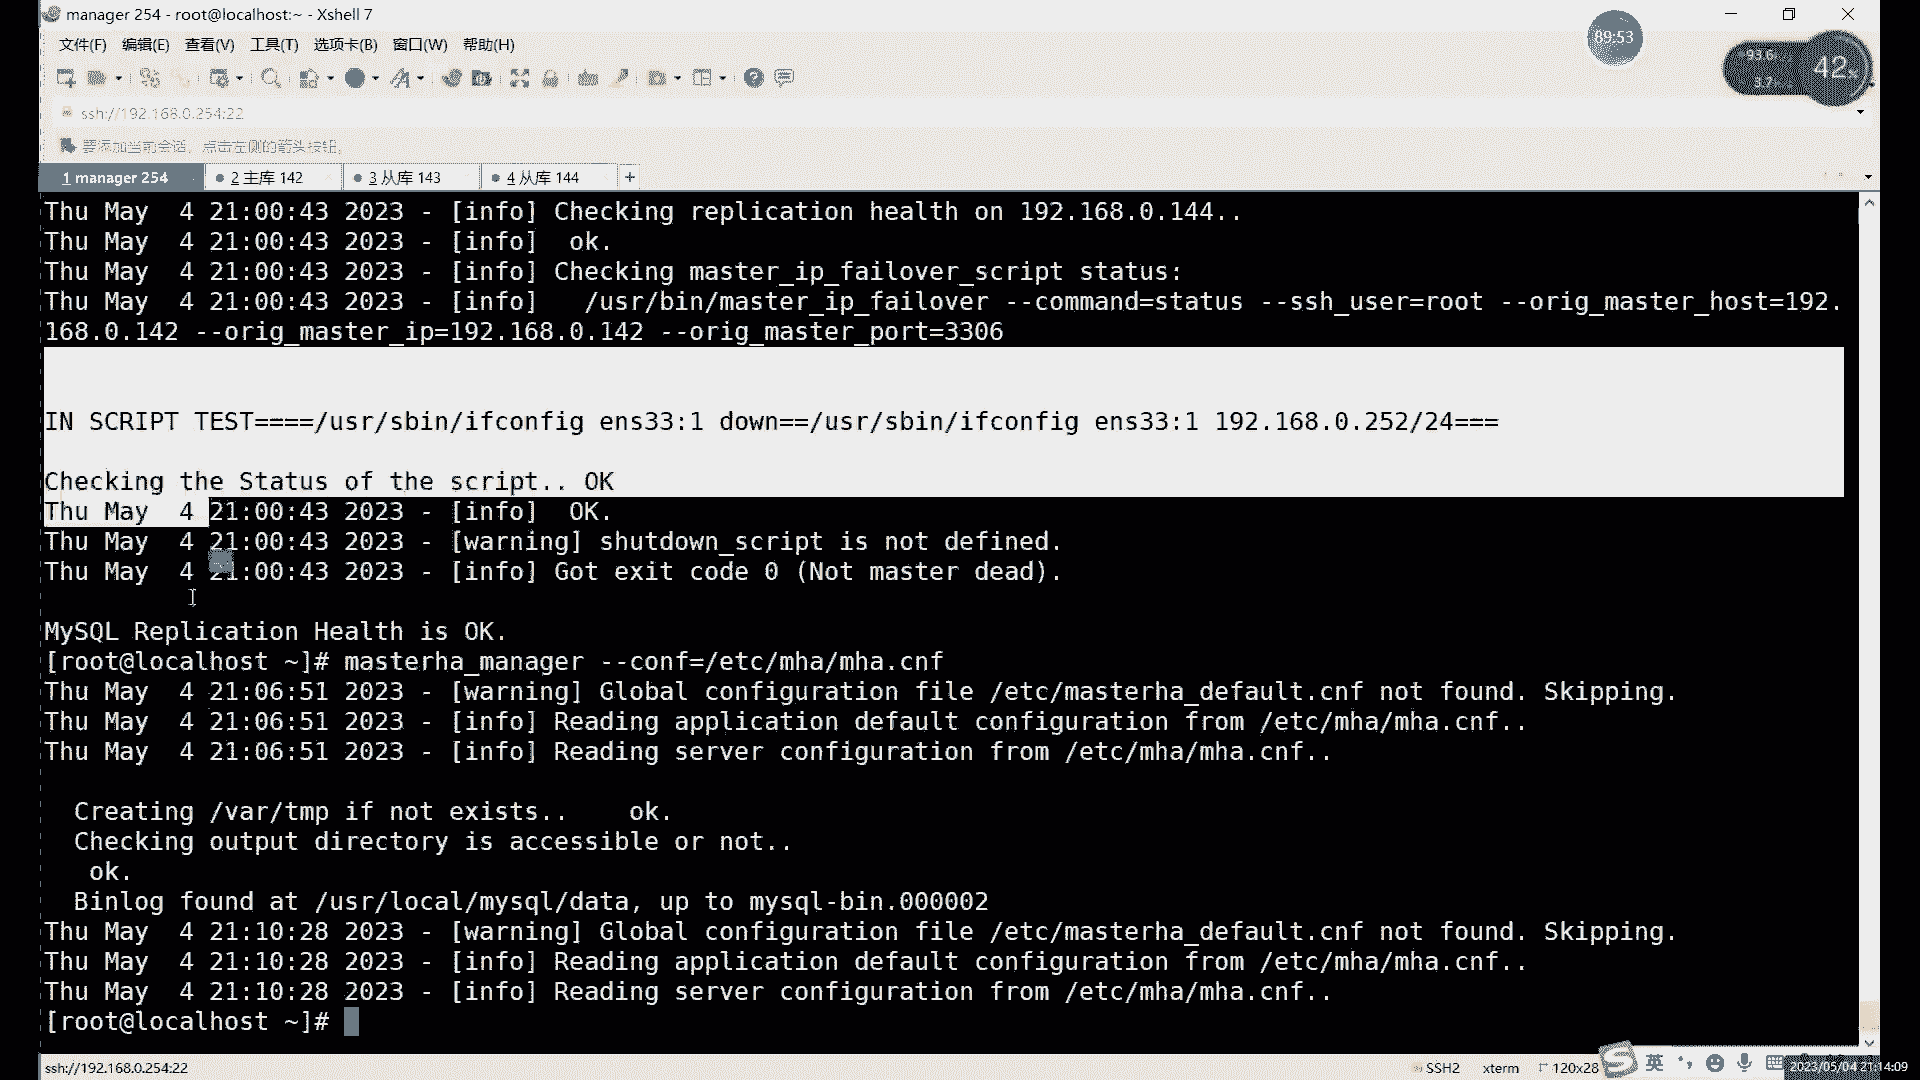 manager 254 - root@localhost:~ - Xshell 7
文件(F) 编辑(E) 查看(V) 工具(T) 选项卡(B) 窗口(W) 帮助(H)
89:53
93.6
3.7
42%
ssh://192.168.0.254:22
要添加当前会话，点击左侧的箭头按钮。
1 manager 254
2 主库 142
3 从库 143
4 从库 144
+
Thu May  4 21:00:43 2023 - [info] Checking replication health on 192.168.0.144..
Thu May  4 21:00:43 2023 - [info]  ok.
Thu May  4 21:00:43 2023 - [info] Checking master_ip_failover_script status:
Thu May  4 21:00:43 2023 - [info]   /usr/bin/master_ip_failover --command=status --ssh_user=root --orig_master_host=192.
168.0.142 --orig_master_ip=192.168.0.142 --orig_master_port=3306
IN SCRIPT TEST====/usr/sbin/ifconfig ens33:1 down==/usr/sbin/ifconfig ens33:1 192.168.0.252/24===
Checking the Status of the script.. OK
Thu May  4 21:00:43 2023 - [info]  OK.
Thu May  4 21:00:43 2023 - [warning] shutdown_script is not defined.
Thu May  4 21:00:43 2023 - [info] Got exit code 0 (Not master dead).
MySQL Replication Health is OK.
[root@localhost ~]# masterha_manager --conf=/etc/mha/mha.cnf
Thu May  4 21:06:51 2023 - [warning] Global configuration file /etc/masterha_default.cnf not found. Skipping.
Thu May  4 21:06:51 2023 - [info] Reading application default configuration from /etc/mha/mha.cnf..
Thu May  4 21:06:51 2023 - [info] Reading server configuration from /etc/mha/mha.cnf..
Creating /var/tmp if not exists..    ok.
Checking output directory is accessible or not..
ok.
Binlog found at /usr/local/mysql/data, up to mysql-bin.000002
Thu May  4 21:10:28 2023 - [warning] Global configuration file /etc/masterha_default.cnf not found. Skipping.
Thu May  4 21:10:28 2023 - [info] Reading application default configuration from /etc/mha/mha.cnf..
Thu May  4 21:10:28 2023 - [info] Reading server configuration from /etc/mha/mha.cnf..
[root@localhost ~]#
ssh://192.168.0.254:22
SSH2 xterm 120x28
英
2023/05/04 21:14:09